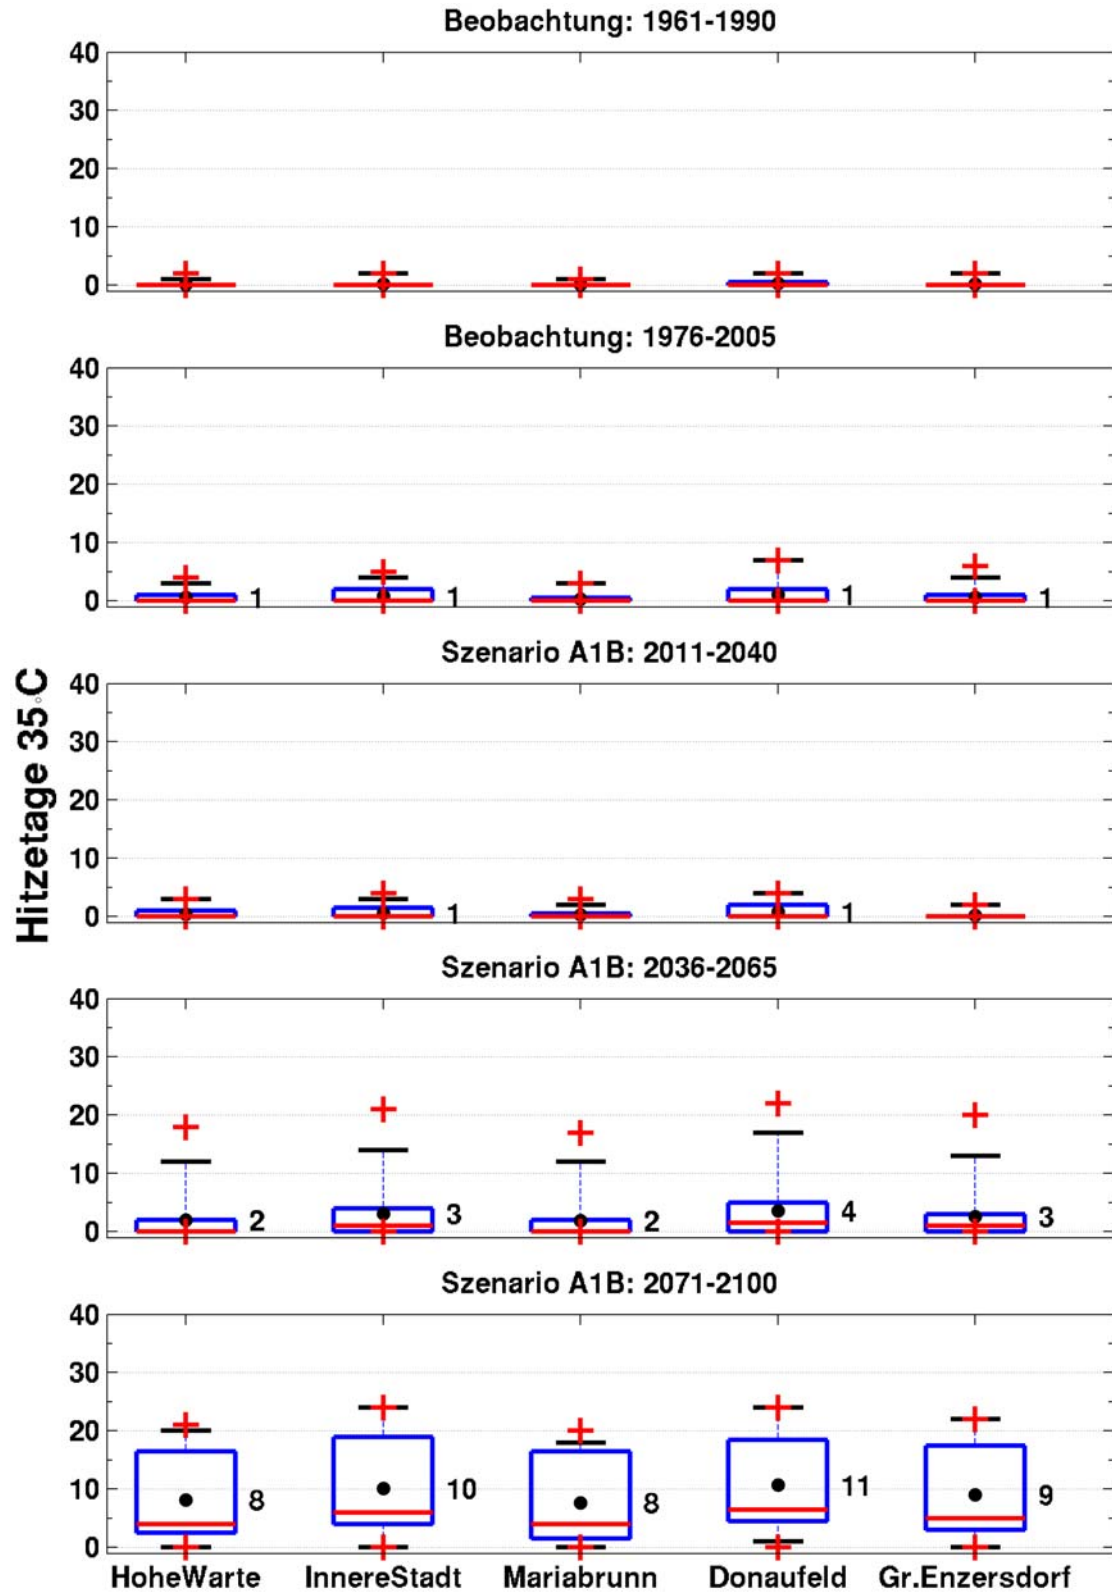 Beobachtung: 1961-1990
40
30
20
10
0
Beobachtung: 1976-2005
40
30
20
10
0
1 1 1 1
Szenario A1B: 2011-2040
40
30
20
10
0
1 1
Hitzetage 35°C
Szenario A1B: 2036-2065
40
30
20
10
0
2 3 2 4 3
Szenario A1B: 2071-2100
40
30
20
10
0
8 10 8 11 9
HoheWarte InnereStadt Mariabrunn Donaufeld Gr.Enzersdorf